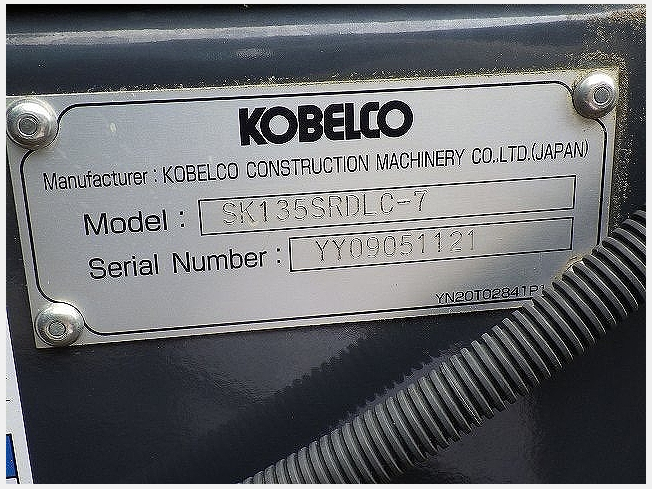 KOBELCO
Manufacturer : KOBELCO CONSTRUCTION MACHINERY CO.,LTD.(JAPAN)
Model : SK135SRDLC-7
Serial Number : YY09051121
YN20T02841P1